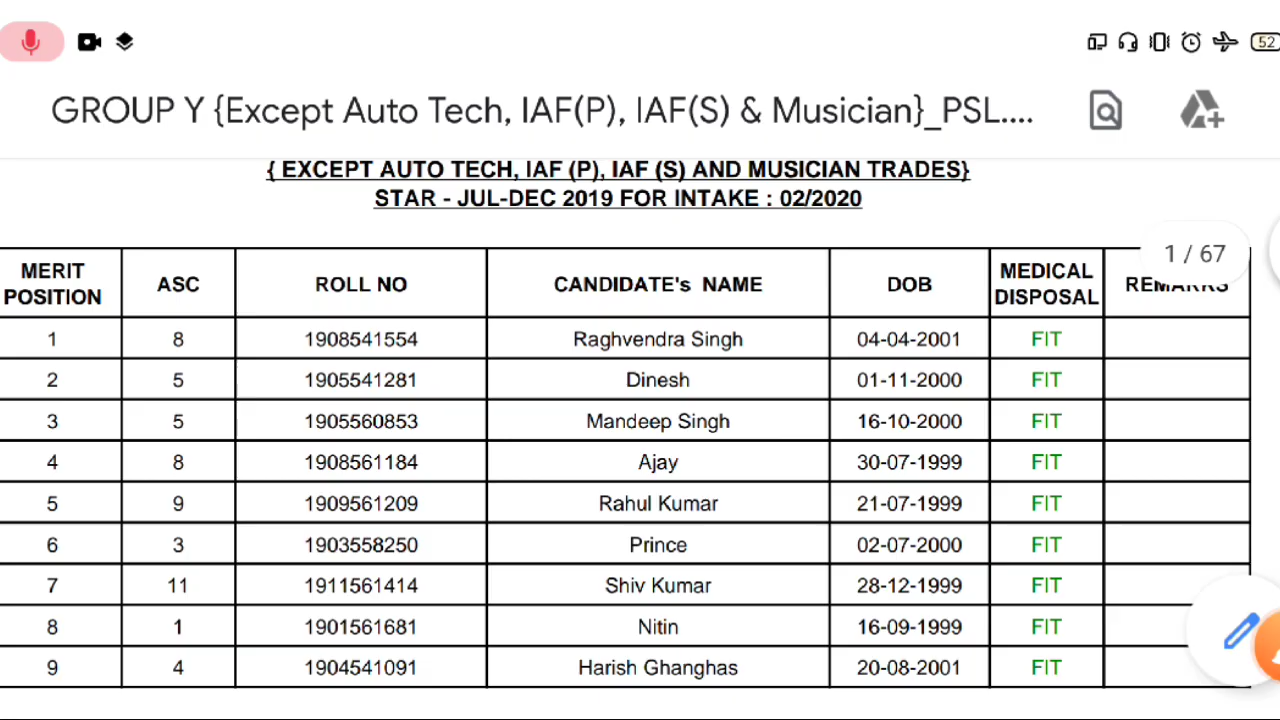 52
GROUP Y {Except Auto Tech, IAF(P), IAF(S) & Musician}_PSL....
{ EXCEPT AUTO TECH, IAF (P), IAF (S) AND MUSICIAN TRADES}
STAR - JUL-DEC 2019 FOR INTAKE : 02/2020
1 / 67
MERIT POSITION ASC ROLL NO CANDIDATE's NAME DOB MEDICAL DISPOSAL REMARKS
1 8 1908541554 Raghvendra Singh 04-04-2001 FIT
2 5 1905541281 Dinesh 01-11-2000 FIT
3 5 1905560853 Mandeep Singh 16-10-2000 FIT
4 8 1908561184 Ajay 30-07-1999 FIT
5 9 1909561209 Rahul Kumar 21-07-1999 FIT
6 3 1903558250 Prince 02-07-2000 FIT
7 11 1911561414 Shiv Kumar 28-12-1999 FIT
8 1 1901561681 Nitin 16-09-1999 FIT
9 4 1904541091 Harish Ghanghas 20-08-2001 FIT